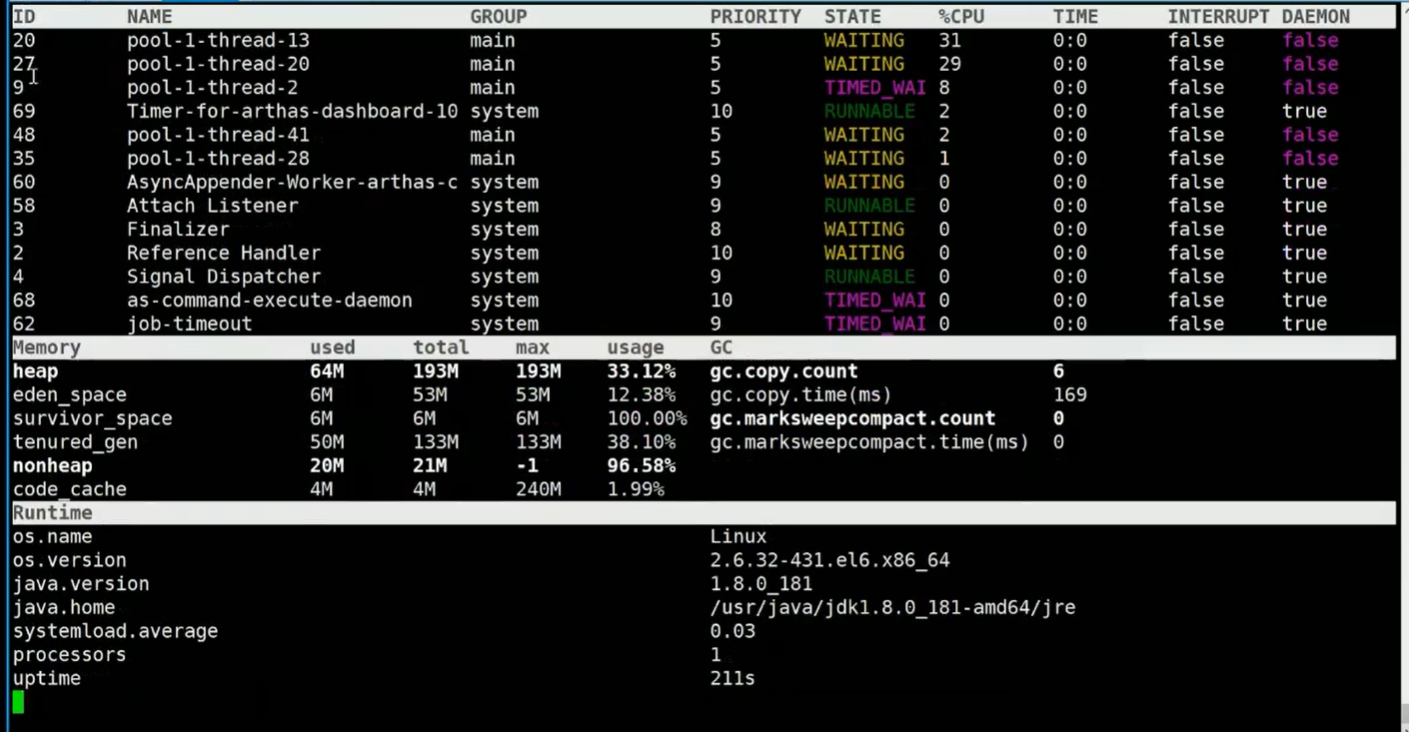 ID NAME GROUP PRIORITY STATE %CPU TIME INTERRUPT DAEMON
20 pool-1-thread-13 main 5 WAITING 31 0:0 false false
27 pool-1-thread-20 main 5 WAITING 29 0:0 false false
9 pool-1-thread-2 main 5 TIMED_WAI 8 0:0 false false
69 Timer-for-arthas-dashboard-10 system 10 RUNNABLE 2 0:0 false true
48 pool-1-thread-41 main 5 WAITING 2 0:0 false false
35 pool-1-thread-28 main 5 WAITING 1 0:0 false false
60 AsyncAppender-Worker-arthas-c system 9 WAITING 0 0:0 false true
58 Attach Listener system 9 RUNNABLE 0 0:0 false true
3 Finalizer system 8 WAITING 0 0:0 false true
2 Reference Handler system 10 WAITING 0 0:0 false true
4 Signal Dispatcher system 9 RUNNABLE 0 0:0 false true
68 as-command-execute-daemon system 10 TIMED_WAI 0 0:0 false true
62 job-timeout system 9 TIMED_WAI 0 0:0 false true
Memory used total max usage GC
heap 64M 193M 193M 33.12% gc.copy.count 6
eden_space 6M 53M 53M 12.38% gc.copy.time(ms) 169
survivor_space 6M 6M 6M 100.00% gc.marksweepcompact.count 0
tenured_gen 50M 133M 133M 38.10% gc.marksweepcompact.time(ms) 0
nonheap 20M 21M -1 96.58%
code_cache 4M 4M 240M 1.99%
Runtime
os.name Linux
os.version 2.6.32-431.el6.x86_64
java.version 1.8.0_181
java.home /usr/java/jdk1.8.0_181-amd64/jre
systemload.average 0.03
processors 1
uptime 211s